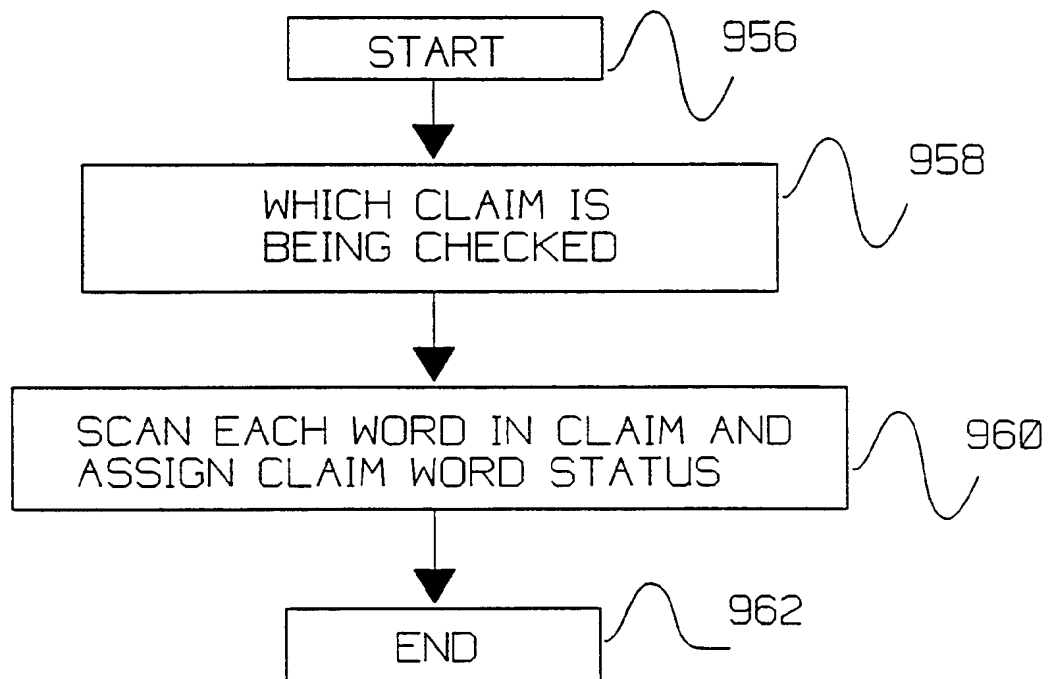 START
956
WHICH CLAIM IS
BEING CHECKED
958
SCAN EACH WORD IN CLAIM AND
ASSIGN CLAIM WORD STATUS
960
END
962